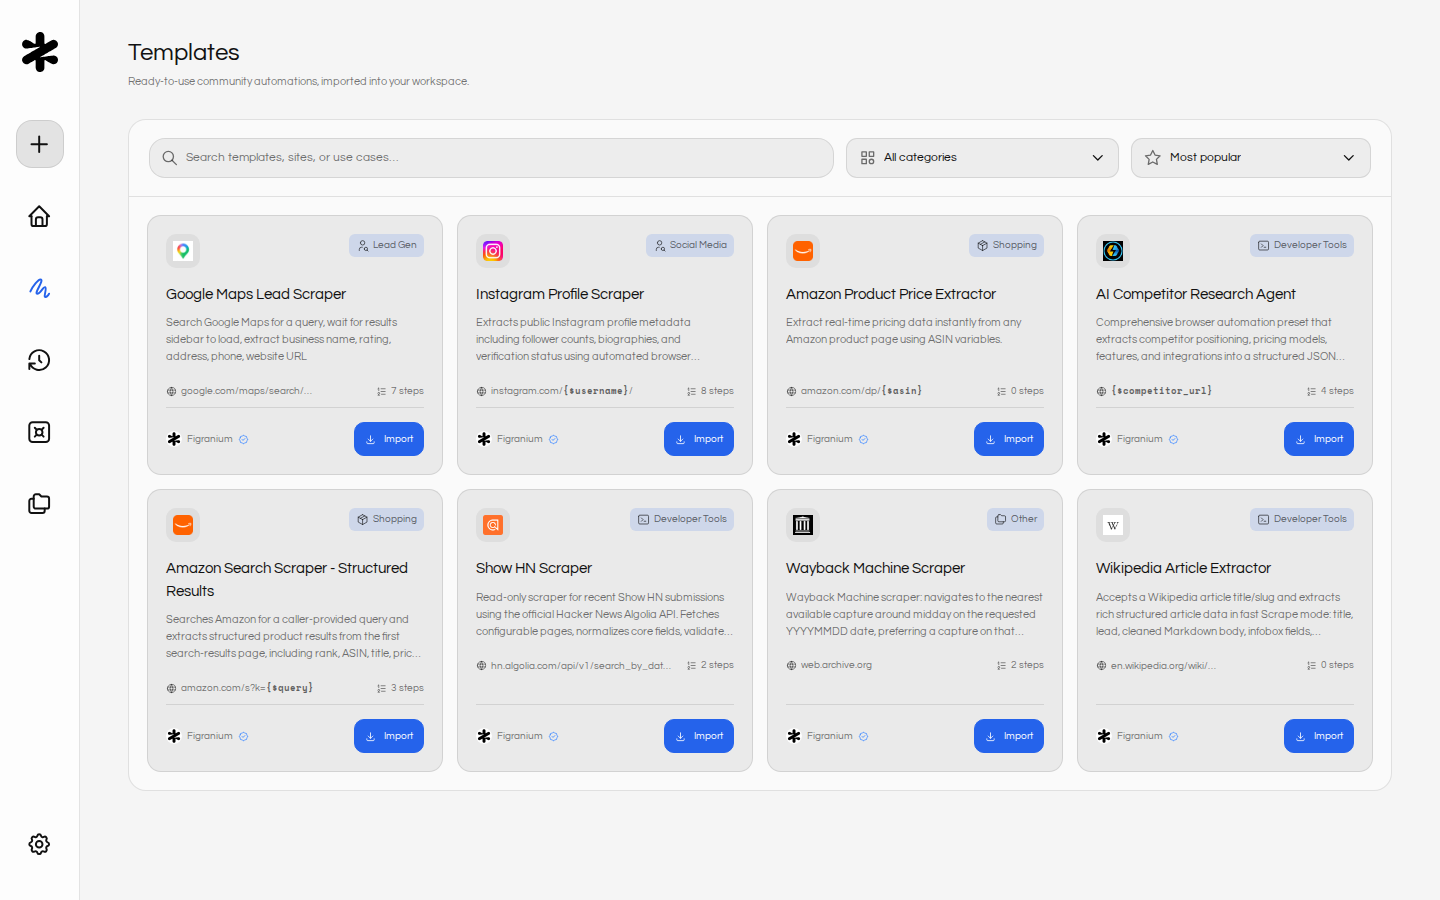 Templates
Ready-to-use community automations, imported into your workspace.
Search templates, sites, or use cases...
All categories
Most popular
Lead Gen
Google Maps Lead Scraper
Search Google Maps for a query, wait for results
sidebar to load, extract business name, rating,
address, phone, website URL
google.com/maps/search/...
7 steps
Figranium
Import
Social Media
Instagram Profile Scraper
Extracts public Instagram profile metadata
including follower counts, biographies, and
verification status using automated browser...
instagram.com/{$username}/
8 steps
Figranium
Import
Shopping
Amazon Product Price Extractor
Extract real-time pricing data instantly from any
Amazon product page using ASIN variables.
amazon.com/dp/{$asin}
0 steps
Figranium
Import
Developer Tools
AI Competitor Research Agent
Comprehensive browser automation preset that
extracts competitor positioning, pricing models,
features, and integrations into a structured JSON...
{$competitor_url}
4 steps
Figranium
Import
Shopping
Amazon Search Scraper - Structured
Results
Searches Amazon for a caller-provided query and
extracts structured product results from the first
search-results page, including rank, ASIN, title, pric...
amazon.com/s?k={$query}
3 steps
Figranium
Import
Developer Tools
Show HN Scraper
Read-only scraper for recent Show HN submissions
using the official Hacker News Algolia API. Fetches
configurable pages, normalizes core fields, validate...
hn.algolia.com/api/v1/search_by_dat...
2 steps
Figranium
Import
Other
Wayback Machine Scraper
Wayback Machine scraper: navigates to the nearest
available capture around midday on the requested
YYYYMMDD date, preferring a capture on that...
web.archive.org
2 steps
Figranium
Import
W
Developer Tools
Wikipedia Article Extractor
Accepts a Wikipedia article title/slug and extracts
rich structured article data in fast Scrape mode: title,
lead, cleaned Markdown body, infobox fields,...
en.wikipedia.org/wiki/...
0 steps
Figranium
Import